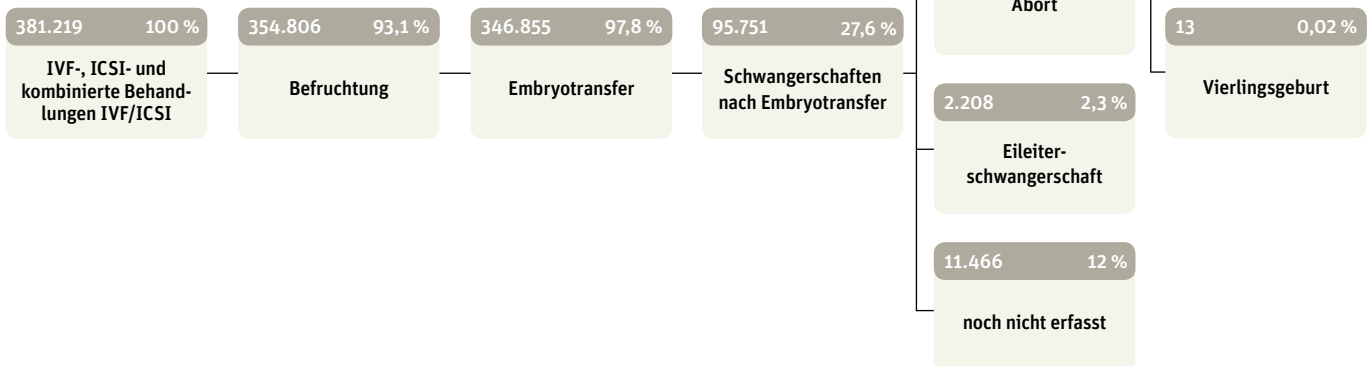 381.219 100 %
IVF-, ICSI- und
kombinierte Behand-
lungen IVF/ICSI
354.806 93,1 %
Befruchtung
346.855 97,8 %
Embryotransfer
95.751 27,6 %
Schwangerschaften
nach Embryotransfer
Abort
2.208 2,3 %
Eileiter-
schwangerschaft
11.466 12 %
noch nicht erfasst
13 0,02 %
Vierlingsgeburt